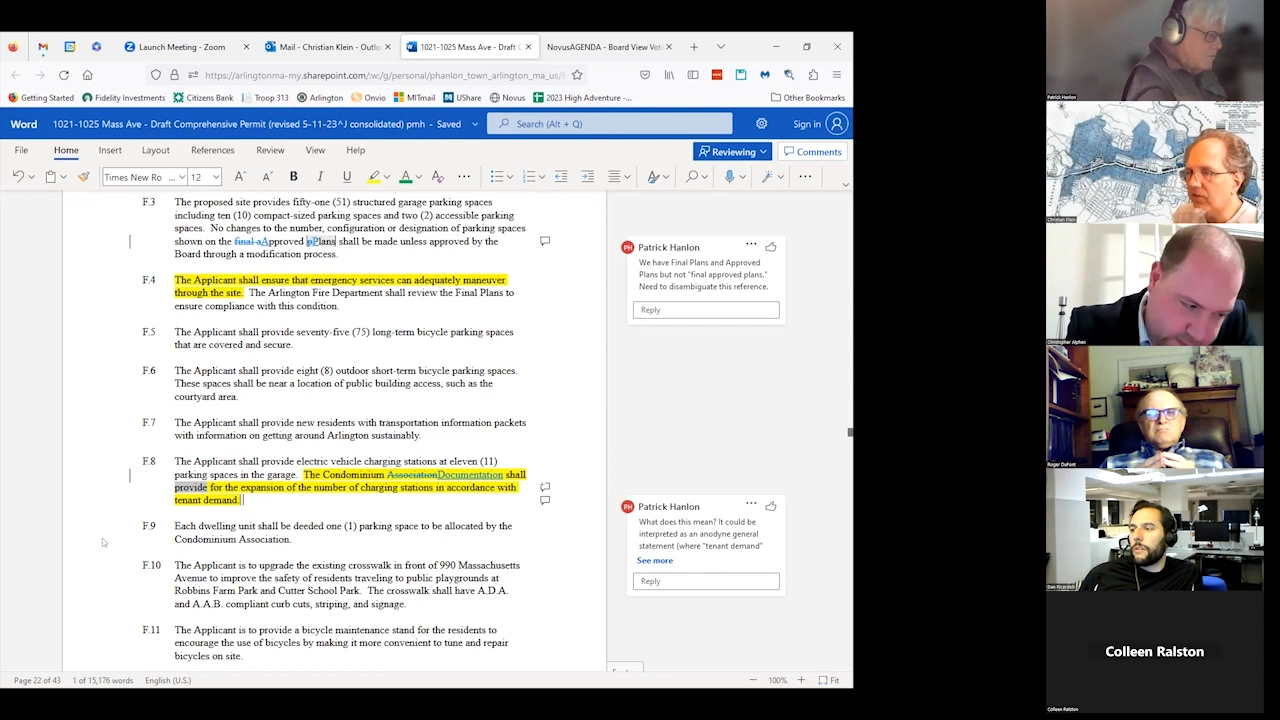 Launch Meeting - Zoom
Mail - Christian Klein - Outlo
1021-1025 Mass Ave - Draft C
NovusAGENDA - Board View Vot
https://arlingtonma-my.sharepoint.com/:w:/g/personal/phanlon_town_arlington_ma_us/
Getting Started
Fidelity Investments
Citizens Bank
Troop 313
Arlington
Onvio
MITmail
UShare
Novus
2023 High Adventure -...
Other Bookmarks
Word
1021-1025 Mass Ave - Draft Comprehensive Permit (revised 5-11-23^J consolidated) pmh - Saved
Search (Alt + Q)
sign in
File
Home
Insert
Layout
References
Review
View
Help
Reviewing
Comments
Times New Ro ...
12
F.3 The proposed site provides fifty-one (51) structured garage parking spaces
including ten (10) compact-sized parking spaces and two (2) accessible parking
spaces. No changes to the number, configuration or designation of parking spaces
shown on the final aApproved pPlans shall be made unless approved by the
Board through a modification process.
F.4 The Applicant shall ensure that emergency services can adequately maneuver
through the site. The Arlington Fire Department shall review the Final Plans to
ensure compliance with this condition.
F.5 The Applicant shall provide seventy-five (75) long-term bicycle parking spaces
that are covered and secure.
F.6 The Applicant shall provide eight (8) outdoor short-term bicycle parking spaces.
These spaces shall be near a location of public building access, such as the
courtyard area.
F.7 The Applicant shall provide new residents with transportation information packets
with information on getting around Arlington sustainably.
F.8 The Applicant shall provide electric vehicle charging stations at eleven (11)
parking spaces in the garage. The Condominium AssociationDocumentation shall
provide for the expansion of the number of charging stations in accordance with
tenant demand.
F.9 Each dwelling unit shall be deeded one (1) parking space to be allocated by the
Condominium Association.
F.10 The Applicant is to upgrade the existing crosswalk in front of 990 Massachusetts
Avenue to improve the safety of residents traveling to public playgrounds at
Robbins Farm Park and Cutter School Park. The crosswalk shall have A.D.A.
and A.A.B. compliant curb cuts, striping, and signage.
F.11 The Applicant is to provide a bicycle maintenance stand for the residents to
encourage the use of bicycles by making it more convenient to tune and repair
bicycles on site.
PH Patrick Hanlon
We have Final Plans and Approved
Plans but not "final approved plans."
Need to disambiguate this reference.
Reply
PH Patrick Hanlon
What does this mean? It could be
interpreted as an anodyne general
statement (where "tenant demand"
See more
Reply
Page 22 of 43
1 of 15,176 words
English (U.S.)
100%
Fit
Patrick Hanlon
Christian Klein
Christopher Alphen
Roger DuPont
Dan Ricciardelli
Colleen Ralston
Colleen Ralston